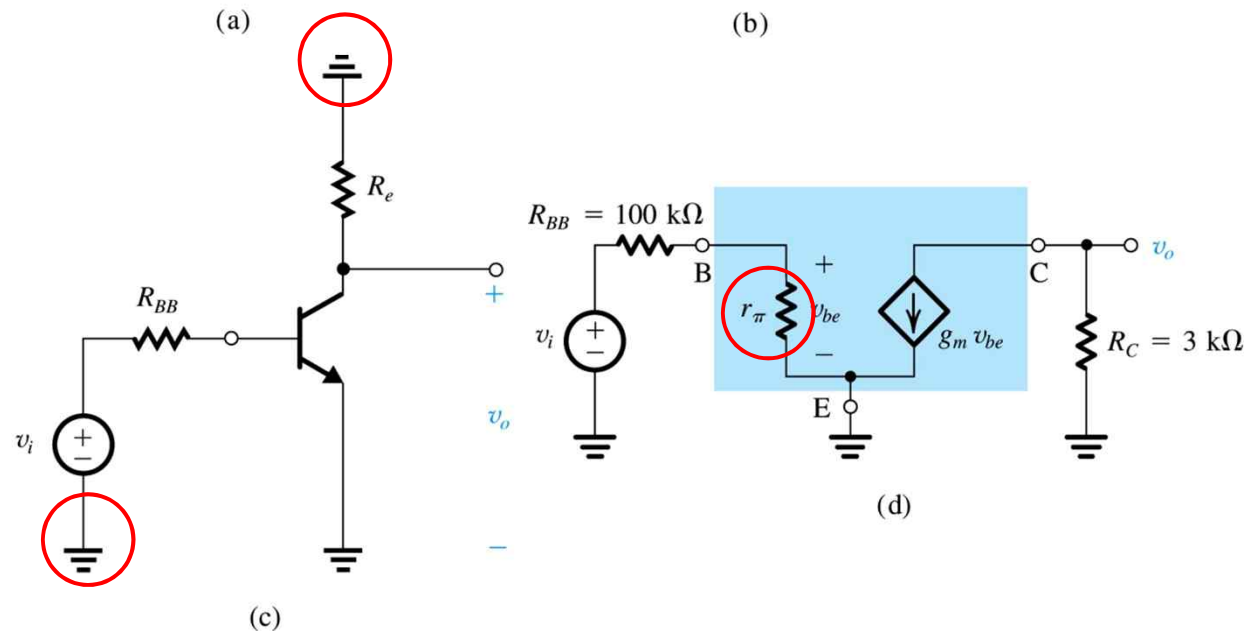 (a)
(b)
R_e
R_BB
+
v_i
+
−
v_o
−
(c)
R_BB = 100 kΩ
B
C
v_o
+
r_π
v_be
−
v_i
+
−
g_m v_be
R_C = 3 kΩ
E
(d)